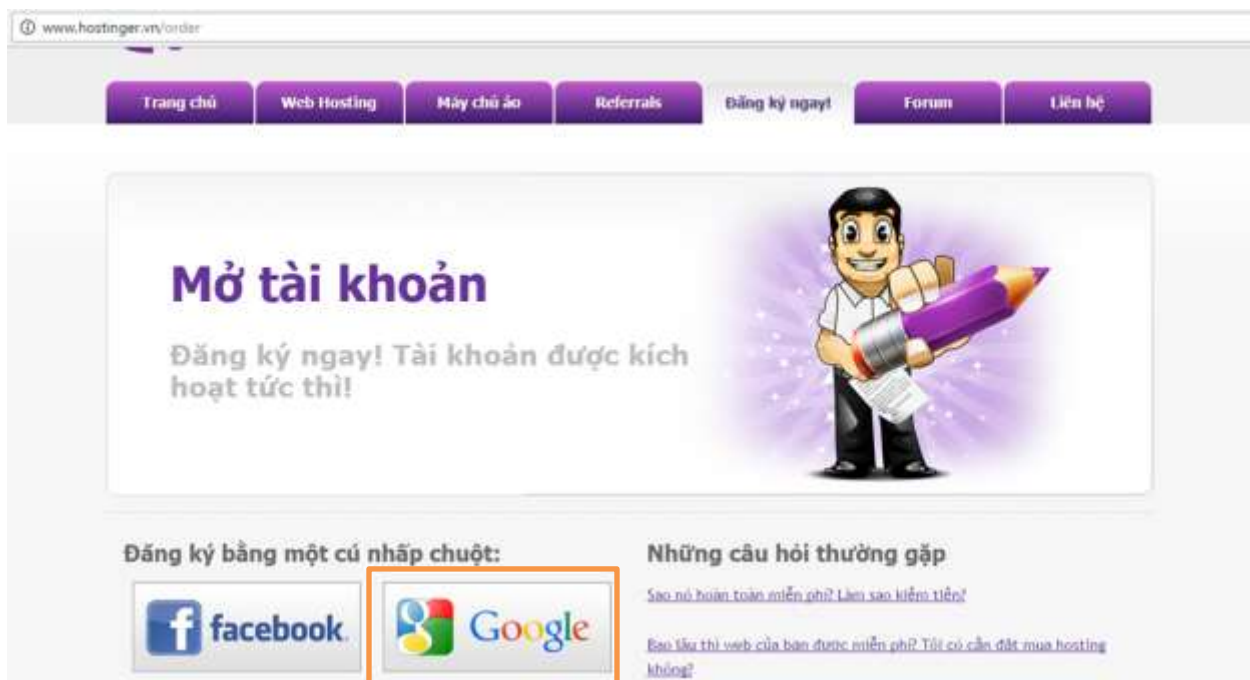 www.hostinger.vn/order
Trang chủ
Web Hosting
Máy chủ ảo
Referrals
Đăng ký ngay!
Forum
Liên hệ
Mở tài khoản
Đăng ký ngay! Tài khoản được kích
hoạt tức thì!
Đăng ký bằng một cú nhấp chuột:
facebook.
Google
Những câu hỏi thường gặp
Sao nó hoàn toàn miễn phí? Làm sao kiếm tiền?
Bao lâu thì web của bạn được miễn phí? Tôi có cần đặt mua hosting
không?